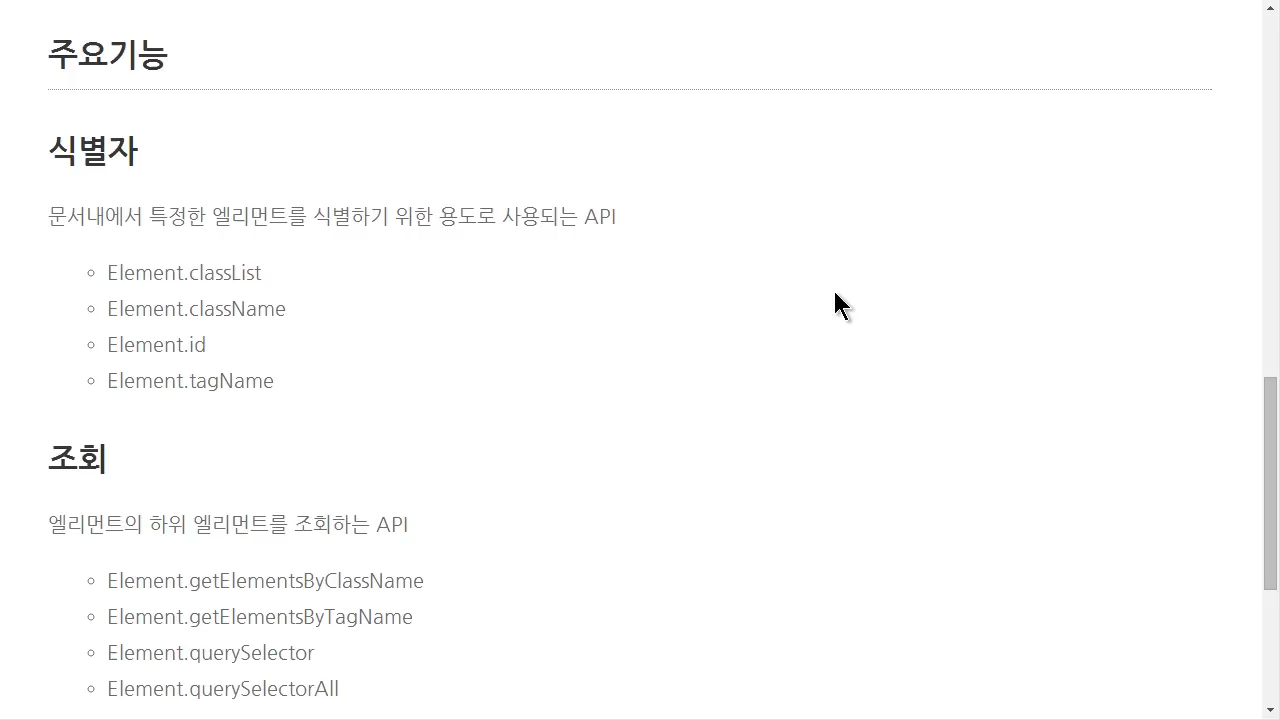 주요기능
식별자
문서내에서 특정한 엘리먼트를 식별하기 위한 용도로 사용되는 API
Element.classList
Element.className
Element.id
Element.tagName
조회
엘리먼트의 하위 엘리먼트를 조회하는 API
Element.getElementsByClassName
Element.getElementsByTagName
Element.querySelector
Element.querySelectorAll